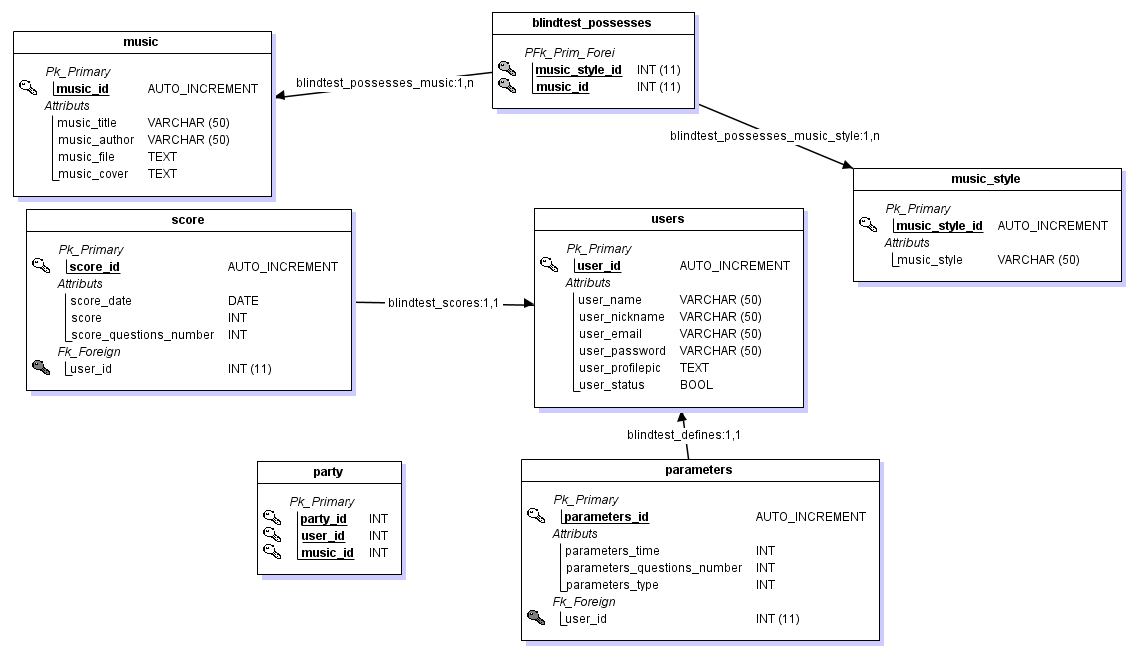 music
Pk_Primary
music_id AUTO_INCREMENT
Attributs
music_title VARCHAR (50)
music_author VARCHAR (50)
music_file TEXT
music_cover TEXT
blindtest_possesses_music:1,n
blindtest_possesses
PFk_Prim_Forei
music_style_id INT (11)
music_id INT (11)
blindtest_possesses_music_style:1,n
music_style
Pk_Primary
music_style_id AUTO_INCREMENT
Attributs
music_style VARCHAR (50)
score
Pk_Primary
score_id AUTO_INCREMENT
Attributs
score_date DATE
score INT
score_questions_number INT
Fk_Foreign
user_id INT (11)
blindtest_scores:1,1
users
Pk_Primary
user_id AUTO_INCREMENT
Attributs
user_name VARCHAR (50)
user_nickname VARCHAR (50)
user_email VARCHAR (50)
user_password VARCHAR (50)
user_profilepic TEXT
user_status BOOL
blindtest_defines:1,1
party
Pk_Primary
party_id INT
user_id INT
music_id INT
parameters
Pk_Primary
parameters_id AUTO_INCREMENT
Attributs
parameters_time INT
parameters_questions_number INT
parameters_type INT
Fk_Foreign
user_id INT (11)